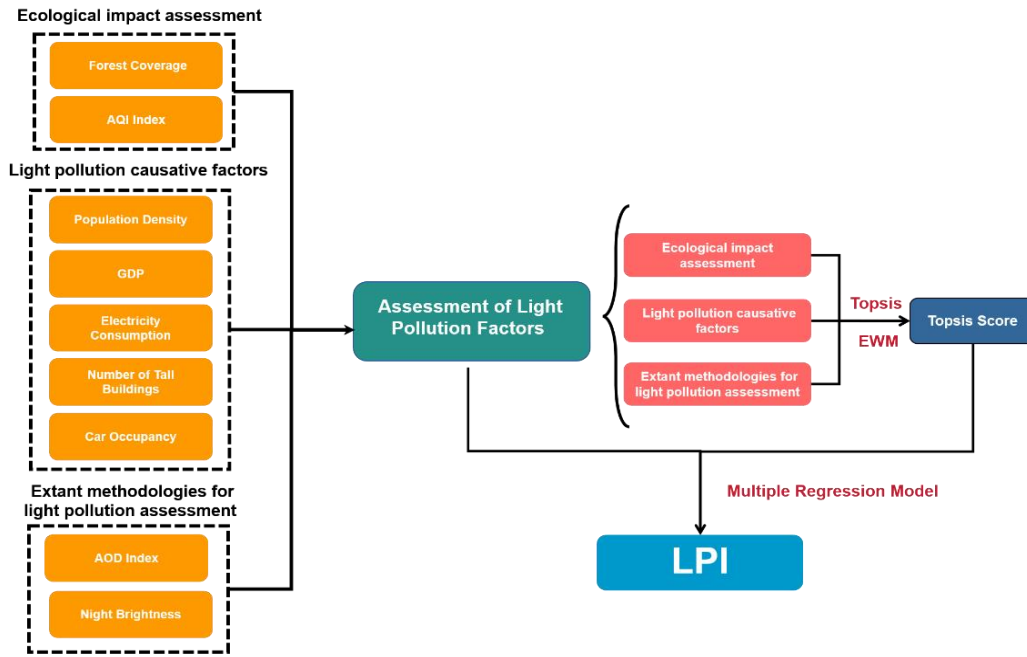 Ecological impact assessment
Forest Coverage
AQI Index
Light pollution causative factors
Population Density
GDP
Electricity
Consumption
Number of Tall
Buildings
Car Occupancy
Extant methodologies for
light pollution assessment
AOD Index
Night Brightness
Assessment of Light
Pollution Factors
Ecological impact
assessment
Light pollution causative
factors
Extant methodologies for
light pollution assessment
Topsis
EWM
Topsis Score
Multiple Regression Model
LPI